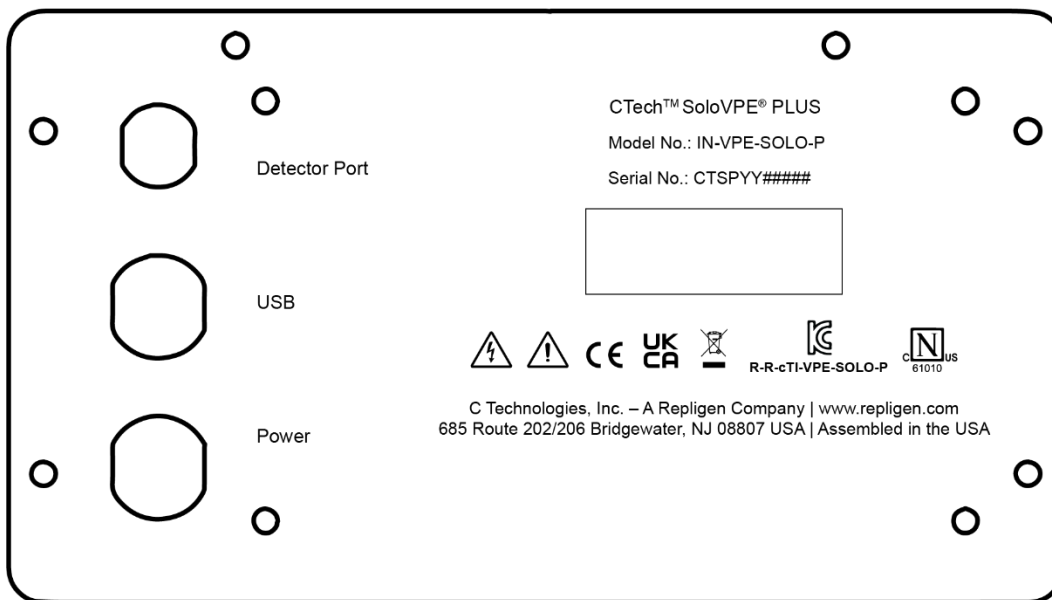 CTech™ SoloVPE® PLUS
Model No.: IN-VPE-SOLO-P
Serial No.: CTSPYY#####
Detector Port
USB
Power
CE
UK
CA
KC
R-R-cTI-VPE-SOLO-P
C N US
61010
C Technologies, Inc. – A Repligen Company | www.repligen.com
685 Route 202/206 Bridgewater, NJ 08807 USA | Assembled in the USA